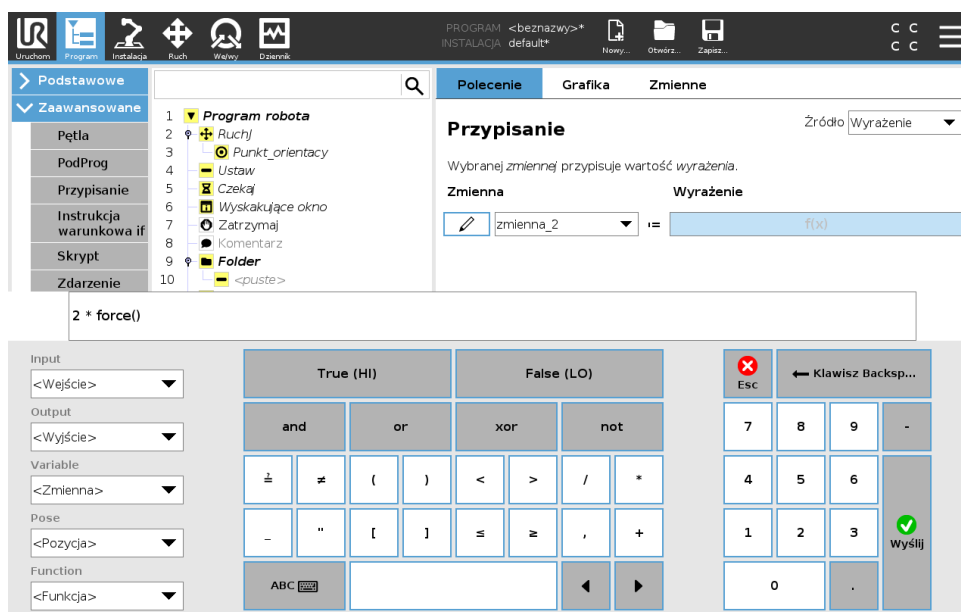 UR
PROGRAM <beznazwy>*
INSTALACJA default*
Uruchom Program Instalacja Ruch We/wy Dziennik Nowy... Otwórz... Zapisz...
C C
C C
Podstawowe
Zaawansowane
Pętla
PodProg
Przypisanie
Instrukcja
warunkowa if
Skrypt
Zdarzenie
1 Program robota
2 RuchJ
3 Punkt_orientacy
4 Ustaw
5 Czekaj
6 Wyskakujące okno
7 Zatrzymaj
8 Komentarz
9 Folder
10 <puste>
Polecenie Grafika Zmienne
Przypisanie
Źródło Wyrażenie
Wybranej zmiennej przypisuje wartość wyrażenia.
Zmienna Wyrażenie
zmienna_2 := f(x)
2 * force()
Input
<Wejście>
Output
<Wyjście>
Variable
<Zmienna>
Pose
<Pozycja>
Function
<Funkcja>
True (HI) False (LO)
and or xor not
≟ ≠ ( ) < > / *
_ " [ ] ≤ ≥ , +
ABC
Esc Klawisz Backsp...
7 8 9 -
4 5 6
1 2 3 Wyślij
0 .